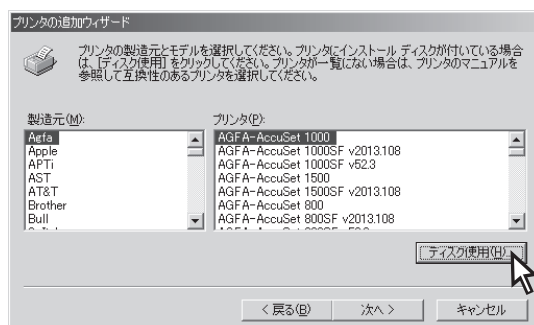 プリンタの追加ウィザード
プリンタの製造元とモデルを選択してください。プリンタにインストール ディスクが付いている場合
は、[ディスク使用] をクリックしてください。プリンタが一覧にない場合は、プリンタのマニュアルを
参照して互換性のあるプリンタを選択してください。
製造元(M):
Agfa
Apple
APTi
AST
AT&T
Brother
Bull
プリンタ(P):
AGFA-AccuSet 1000
AGFA-AccuSet 1000SF v2013.108
AGFA-AccuSet 1000SF v52.3
AGFA-AccuSet 1500
AGFA-AccuSet 1500SF v2013.108
AGFA-AccuSet 800
AGFA-AccuSet 800SF v2013.108
ディスク使用(H)...
< 戻る(B)
次へ >
キャンセル